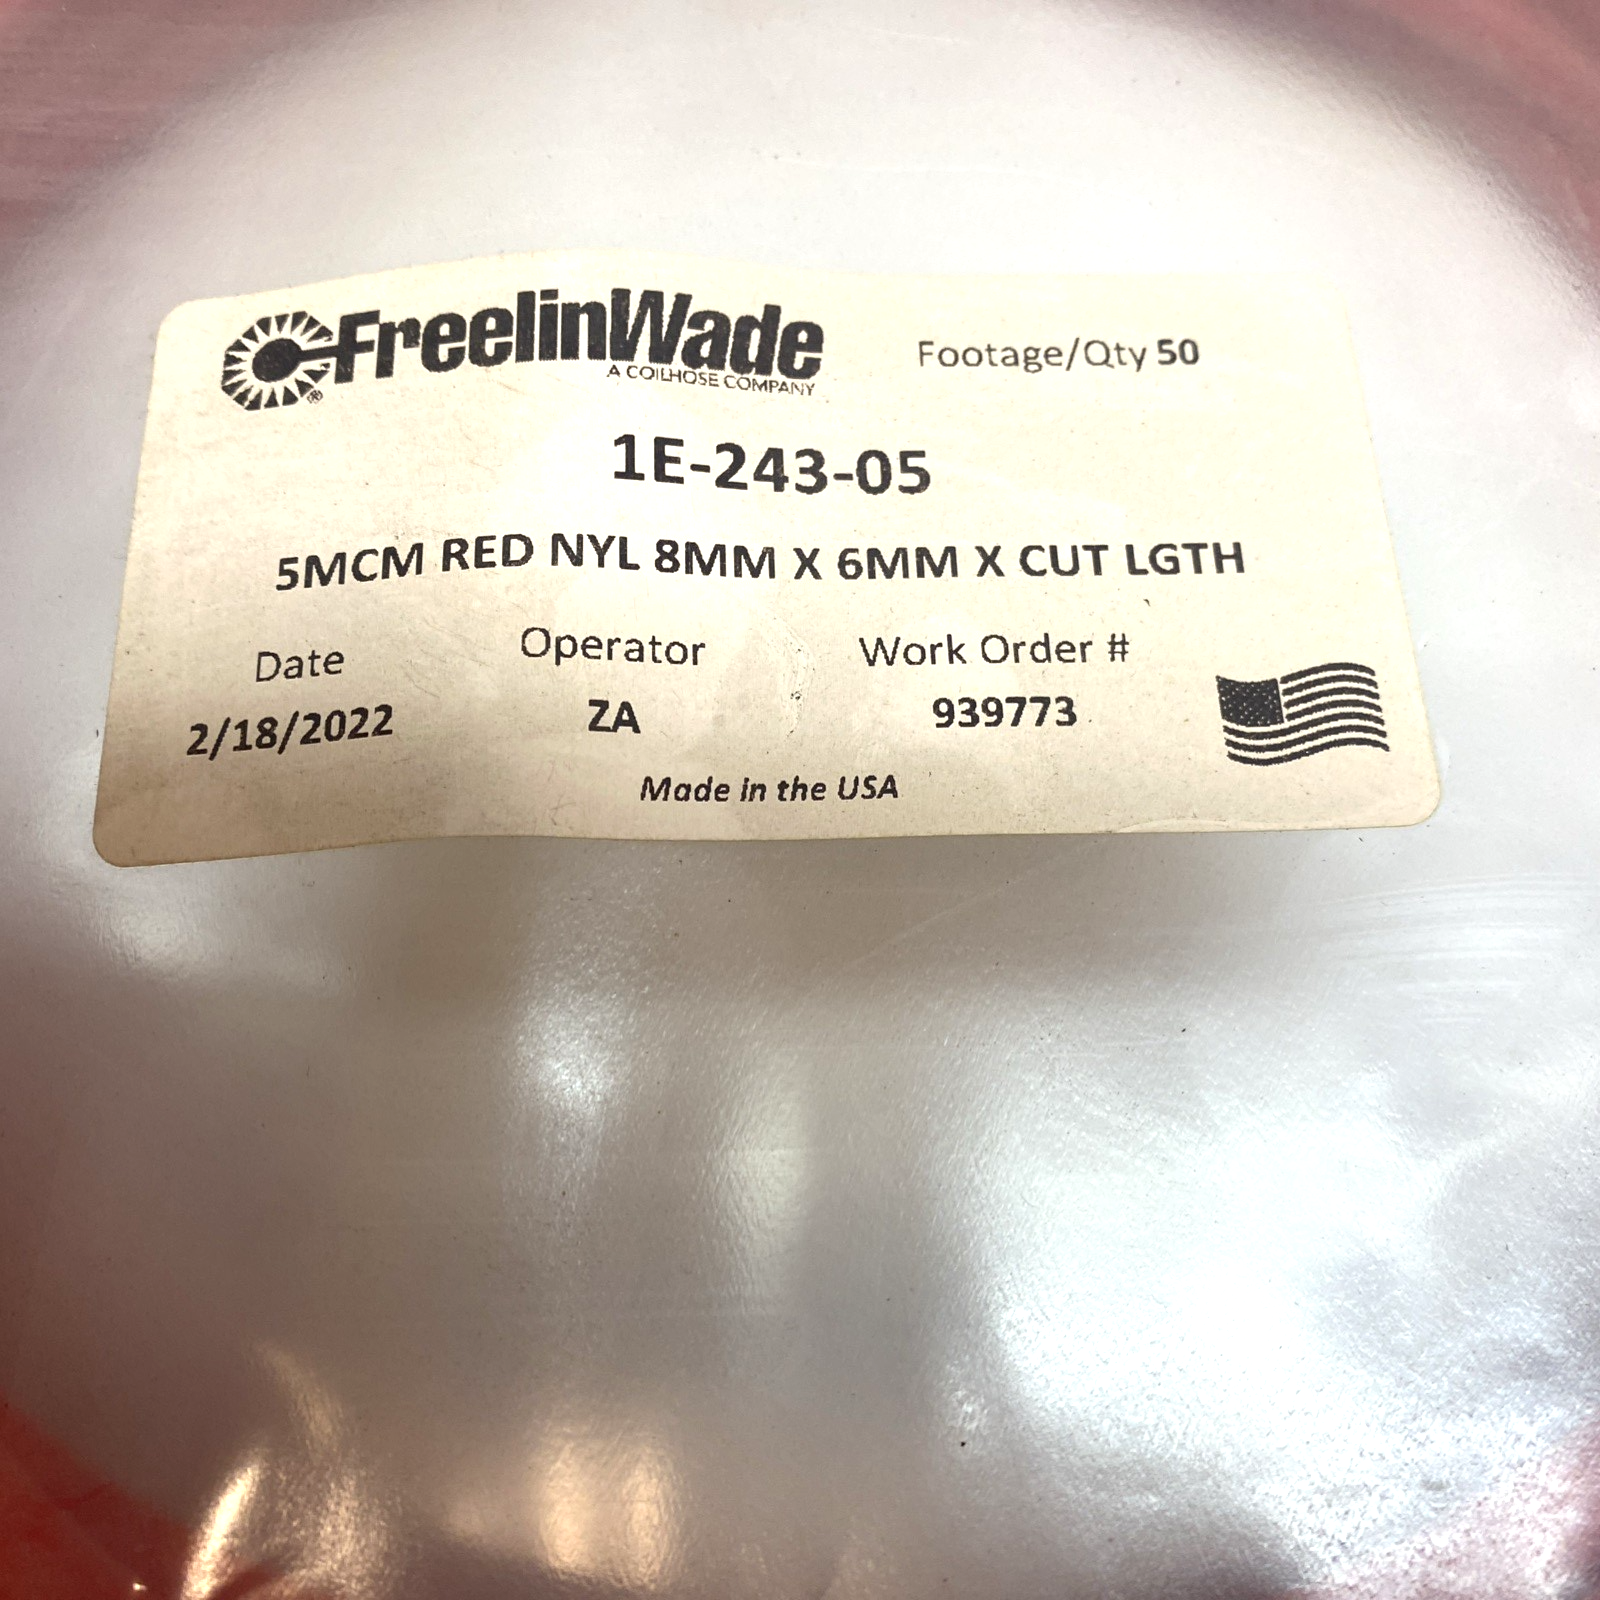 FreelinWade
A COILHOSE COMPANY
®
Footage/Qty 50
1E-243-05
5MCM RED NYL 8MM X 6MM X CUT LGTH
Date Operator Work Order #
2/18/2022 ZA 939773
Made in the USA